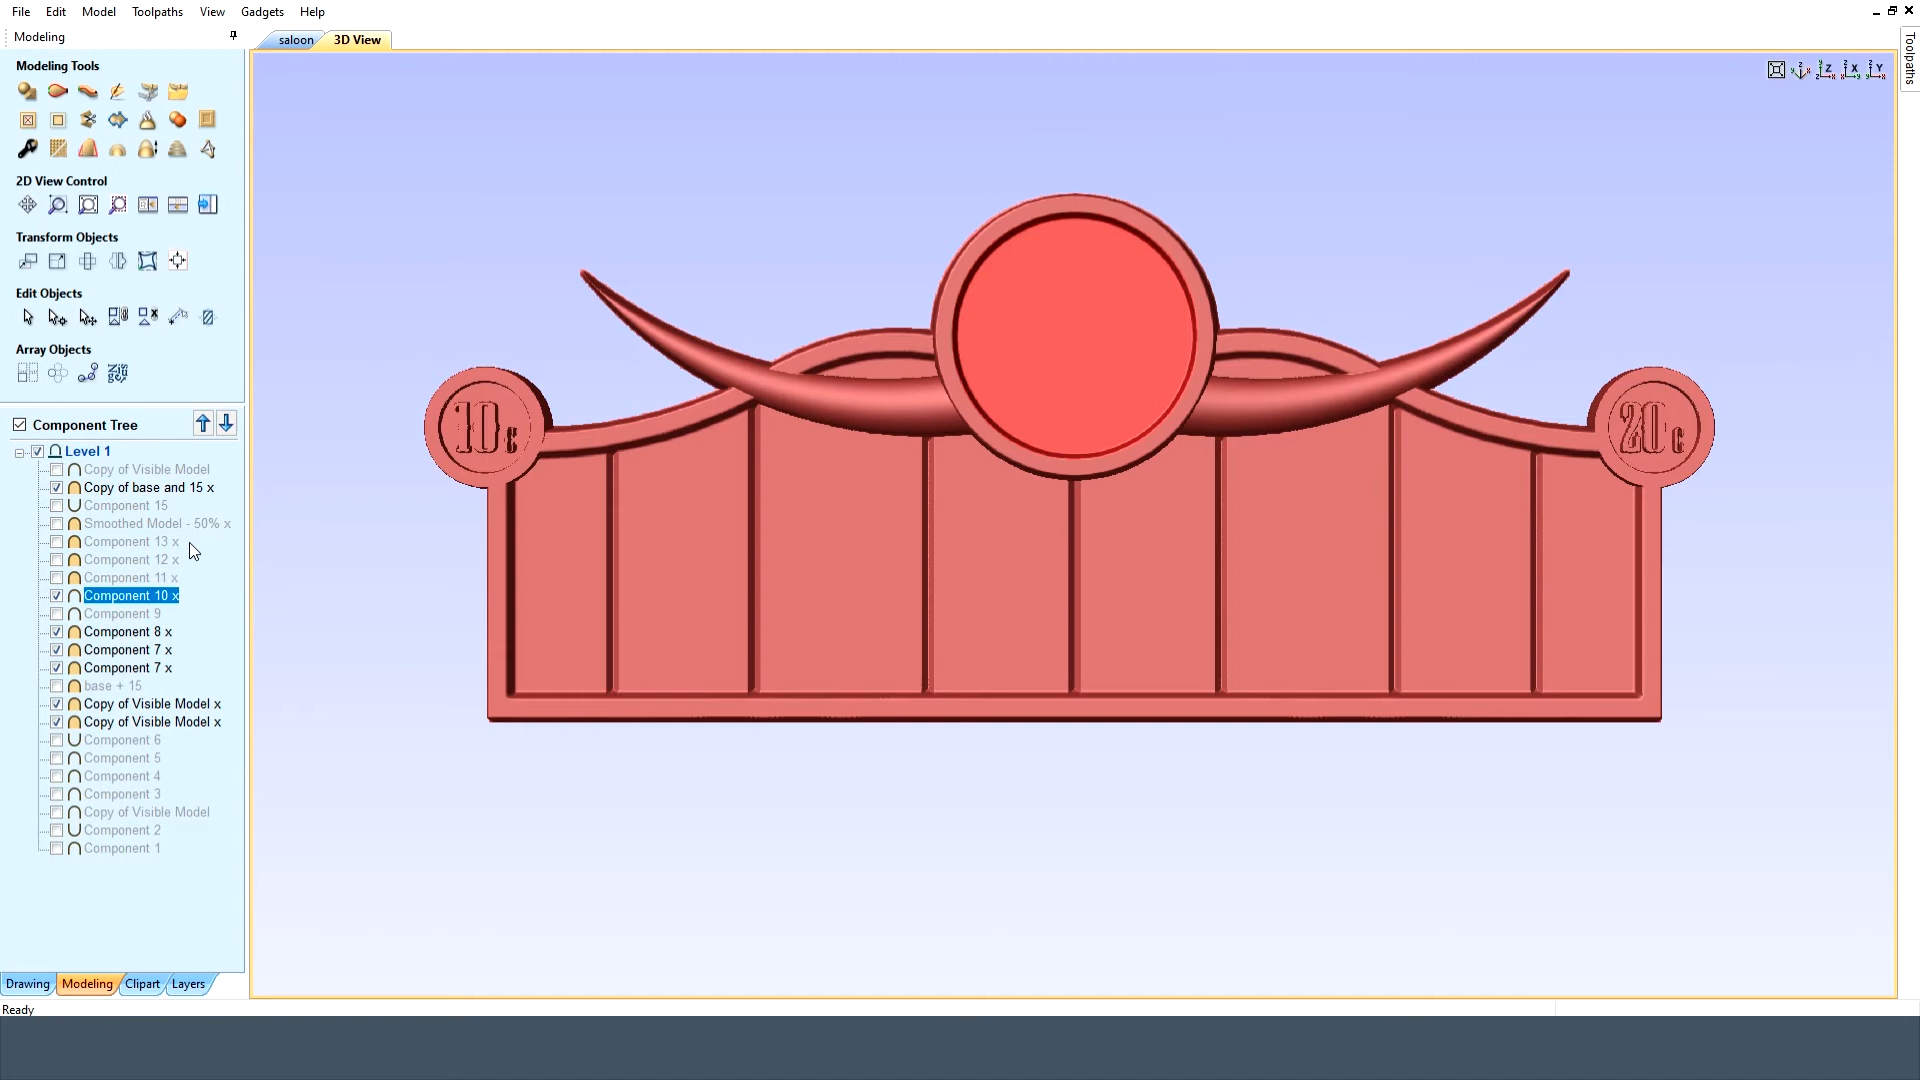 File Edit Model Toolpaths View Gadgets Help
Modeling
saloon 3D View
Toolpaths
Modeling Tools
2D View Control
Transform Objects
Edit Objects
Array Objects
Component Tree
Level 1
Copy of Visible Model
Copy of base and 15 x
Component 15
Smoothed Model - 50% x
Component 13 x
Component 12 x
Component 11 x
Component 10 x
Component 9
Component 8 x
Component 7 x
Component 7 x
base + 15
Copy of Visible Model x
Copy of Visible Model x
Component 6
Component 5
Component 4
Component 3
Copy of Visible Model
Component 2
Component 1
10
20 c
Drawing Modeling Clipart Layers
Ready